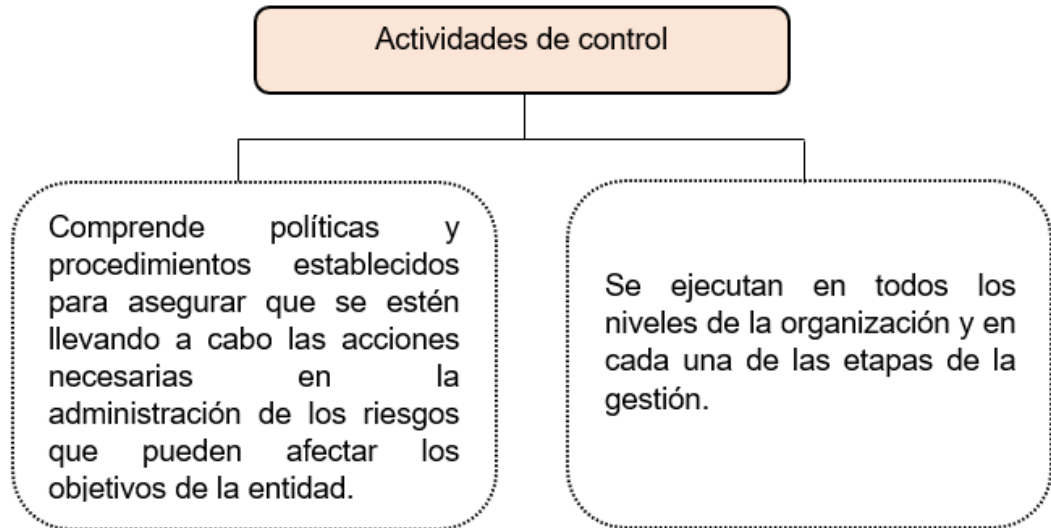 Actividades de control
Comprende políticas y
procedimientos establecidos
para asegurar que se estén
llevando a cabo las acciones
necesarias en la
administración de los riesgos
que pueden afectar los
objetivos de la entidad.
Se ejecutan en todos los
niveles de la organización y en
cada una de las etapas de la
gestión.